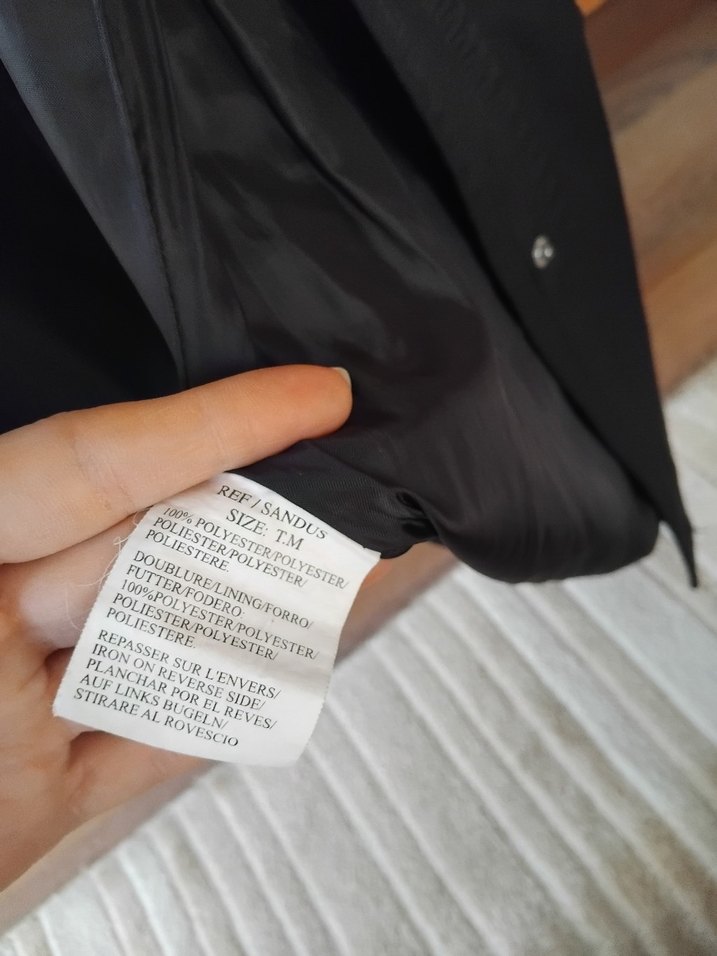 REF / SANDUS
SIZE: T.M
100% POLYESTER/POLYESTER/
POLIESTER/POLYESTER/
POLIESTERE.
DOUBLURE/LINING/FORRO/
FUTTER/FODERO:
100%POLYESTER/POLYESTER/
POLIESTER/POLYESTER/
POLIESTERE.
REPASSER SUR L'ENVERS/
IRON ON REVERSE SIDE/
PLANCHAR POR EL REVES/
AUF LINKS BUGELN/
STIRARE AL ROVESCIO